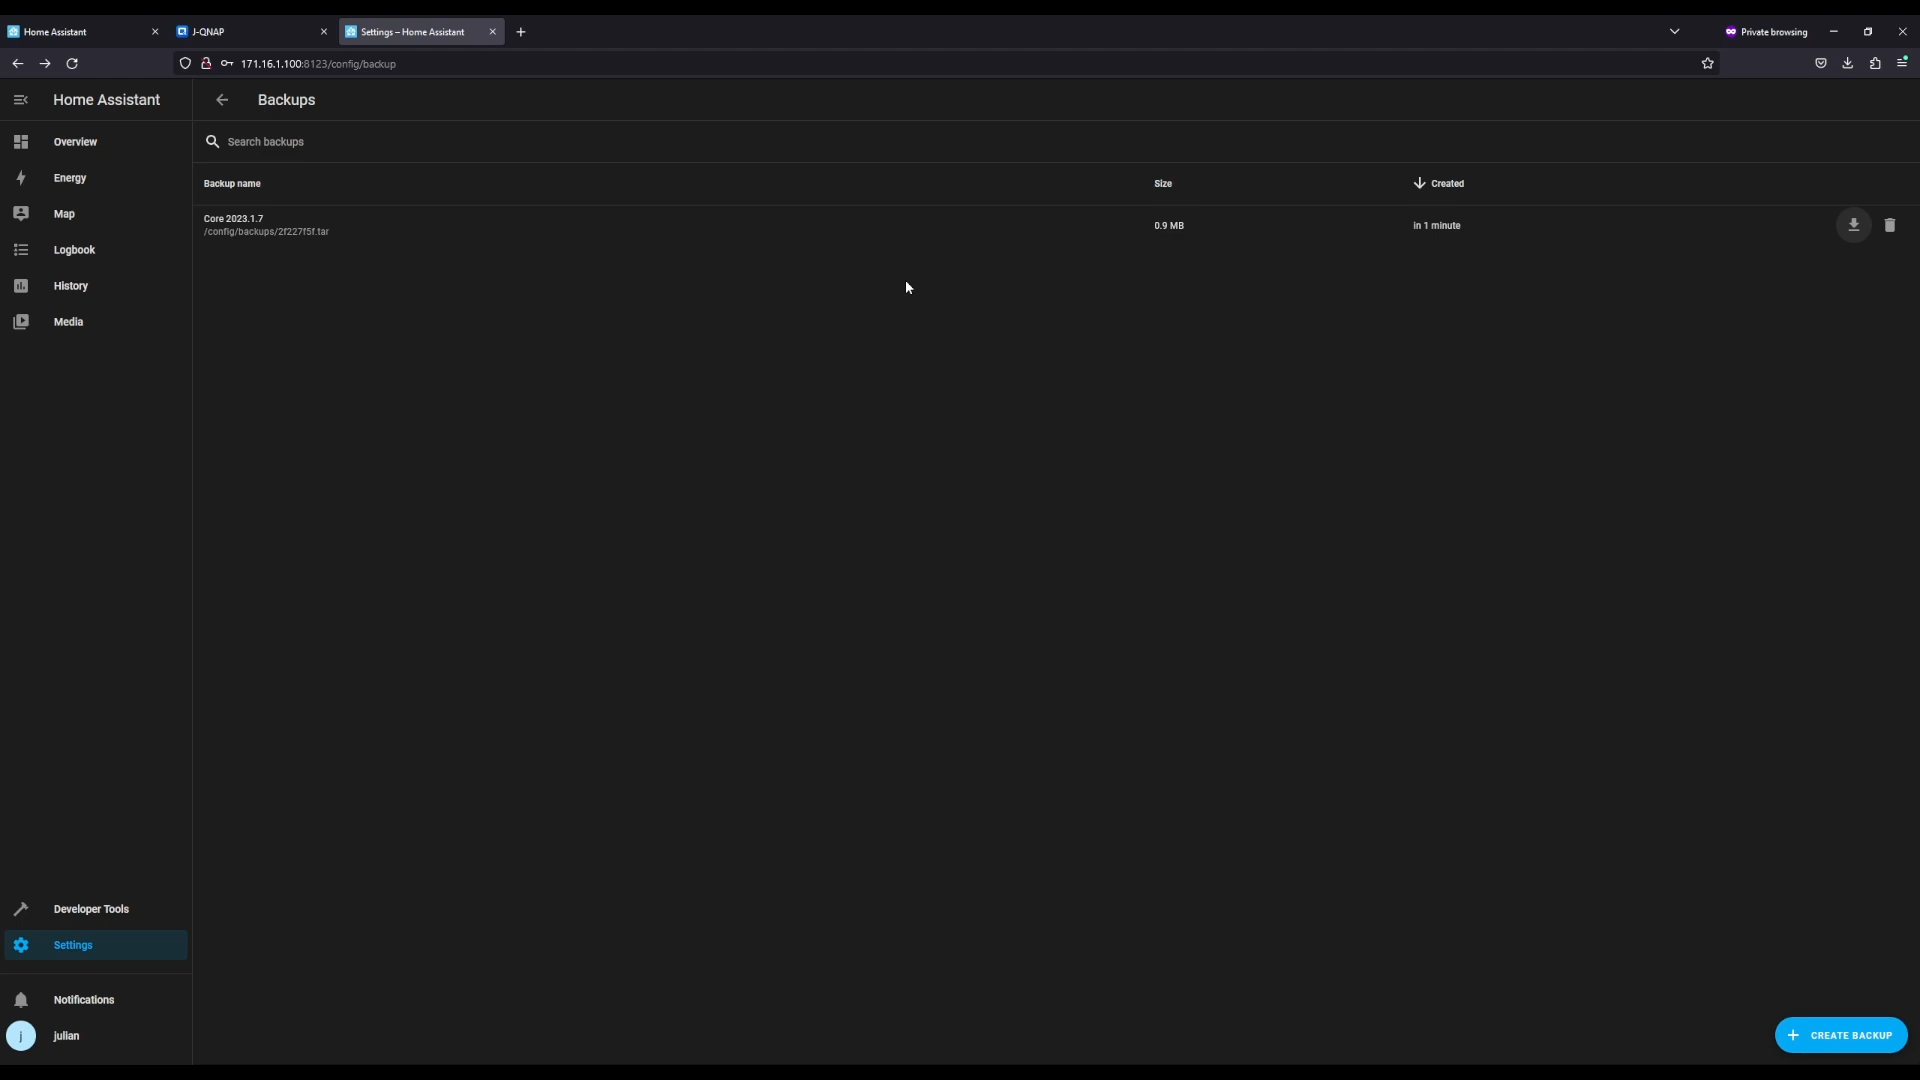 Home Assistant
J-QNAP
Settings – Home Assistant
Private browsing
171.16.1.100:8123/config/backup
Home Assistant
Backups
Overview
Search backups
Energy
Backup name
Size
Created
Map
Core 2023.1.7
/config/backups/2f227f5f.tar
0.9 MB
in 1 minute
Logbook
History
Media
Developer Tools
Settings
Notifications
j
julian
CREATE BACKUP